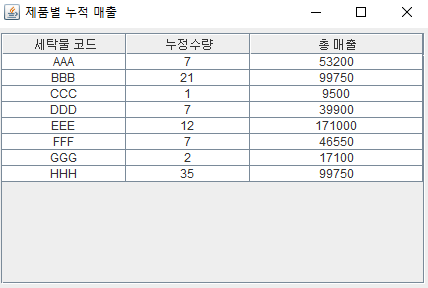 제품별 누적 매출
세탁물 코드 누정수량 총 매출
AAA 7 53200
BBB 21 99750
CCC 1 9500
DDD 7 39900
EEE 12 171000
FFF 7 46550
GGG 2 17100
HHH 35 99750